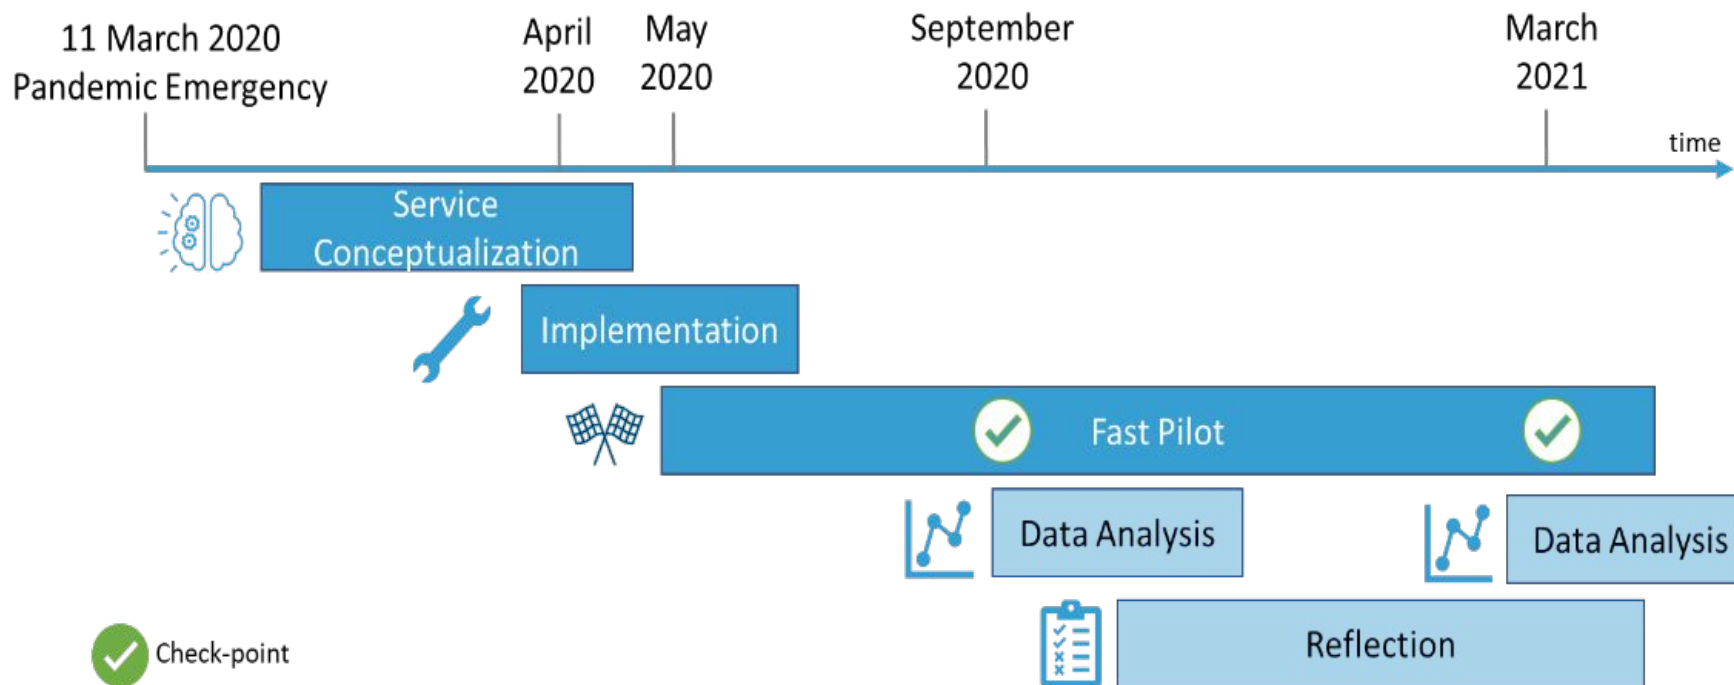 11 March 2020
Pandemic Emergency
April
2020
May
2020
September
2020
March
2021
time
Service
Conceptualization
Implementation
Fast Pilot
Data Analysis
Data Analysis
Reflection
Check-point